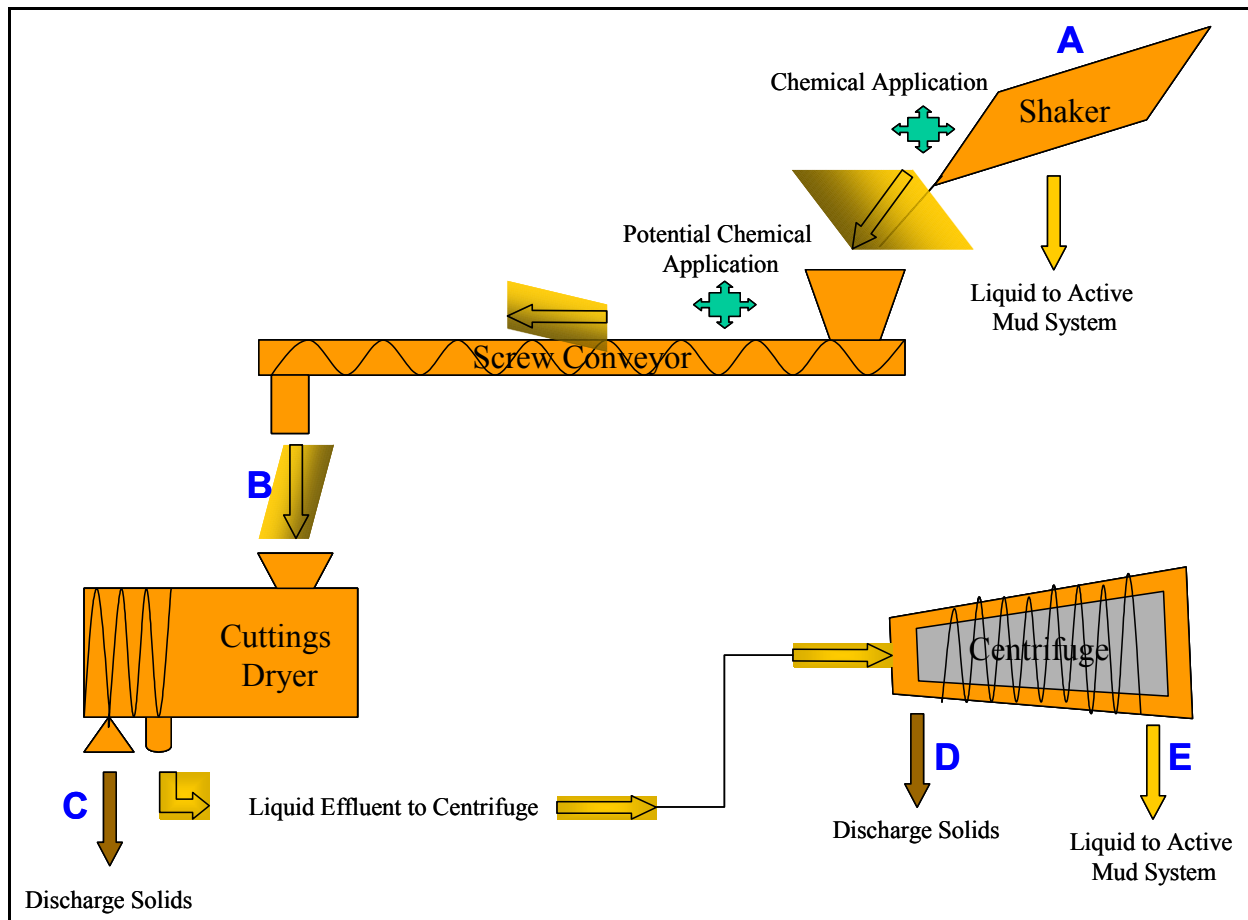 A
Chemical Application
Shaker
Potential Chemical
Application
Liquid to Active
Mud System
Screw Conveyor
B
Cuttings
Dryer
Centrifuge
C
Liquid Effluent to Centrifuge
D
E
Discharge Solids
Liquid to Active
Mud System
Discharge Solids